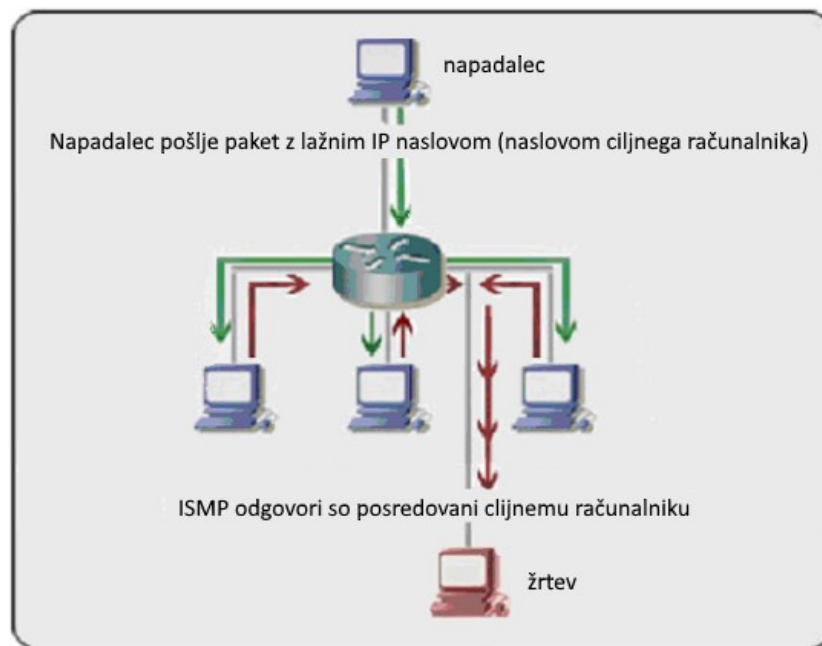 napadalec
Napadalec pošlje paket z lažnim IP naslovom (naslovom ciljnega računalnika)
ISMP odgovori so posredovani clijnemu računalniku
žrtev